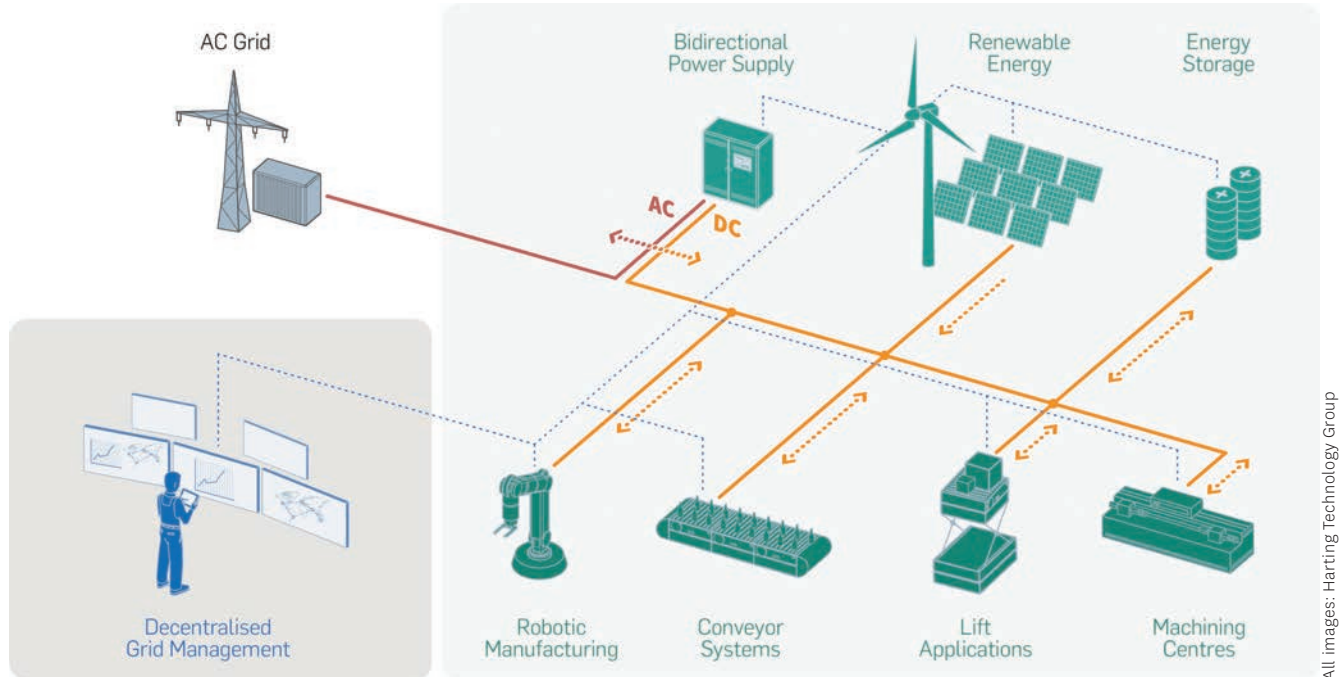 AC Grid
Bidirectional
Power Supply
Renewable
Energy
Energy
Storage
AC
DC
Decentralised
Grid Management
Robotic
Manufacturing
Conveyor
Systems
Lift
Applications
Machining
Centres
All images: Harting Technology Group